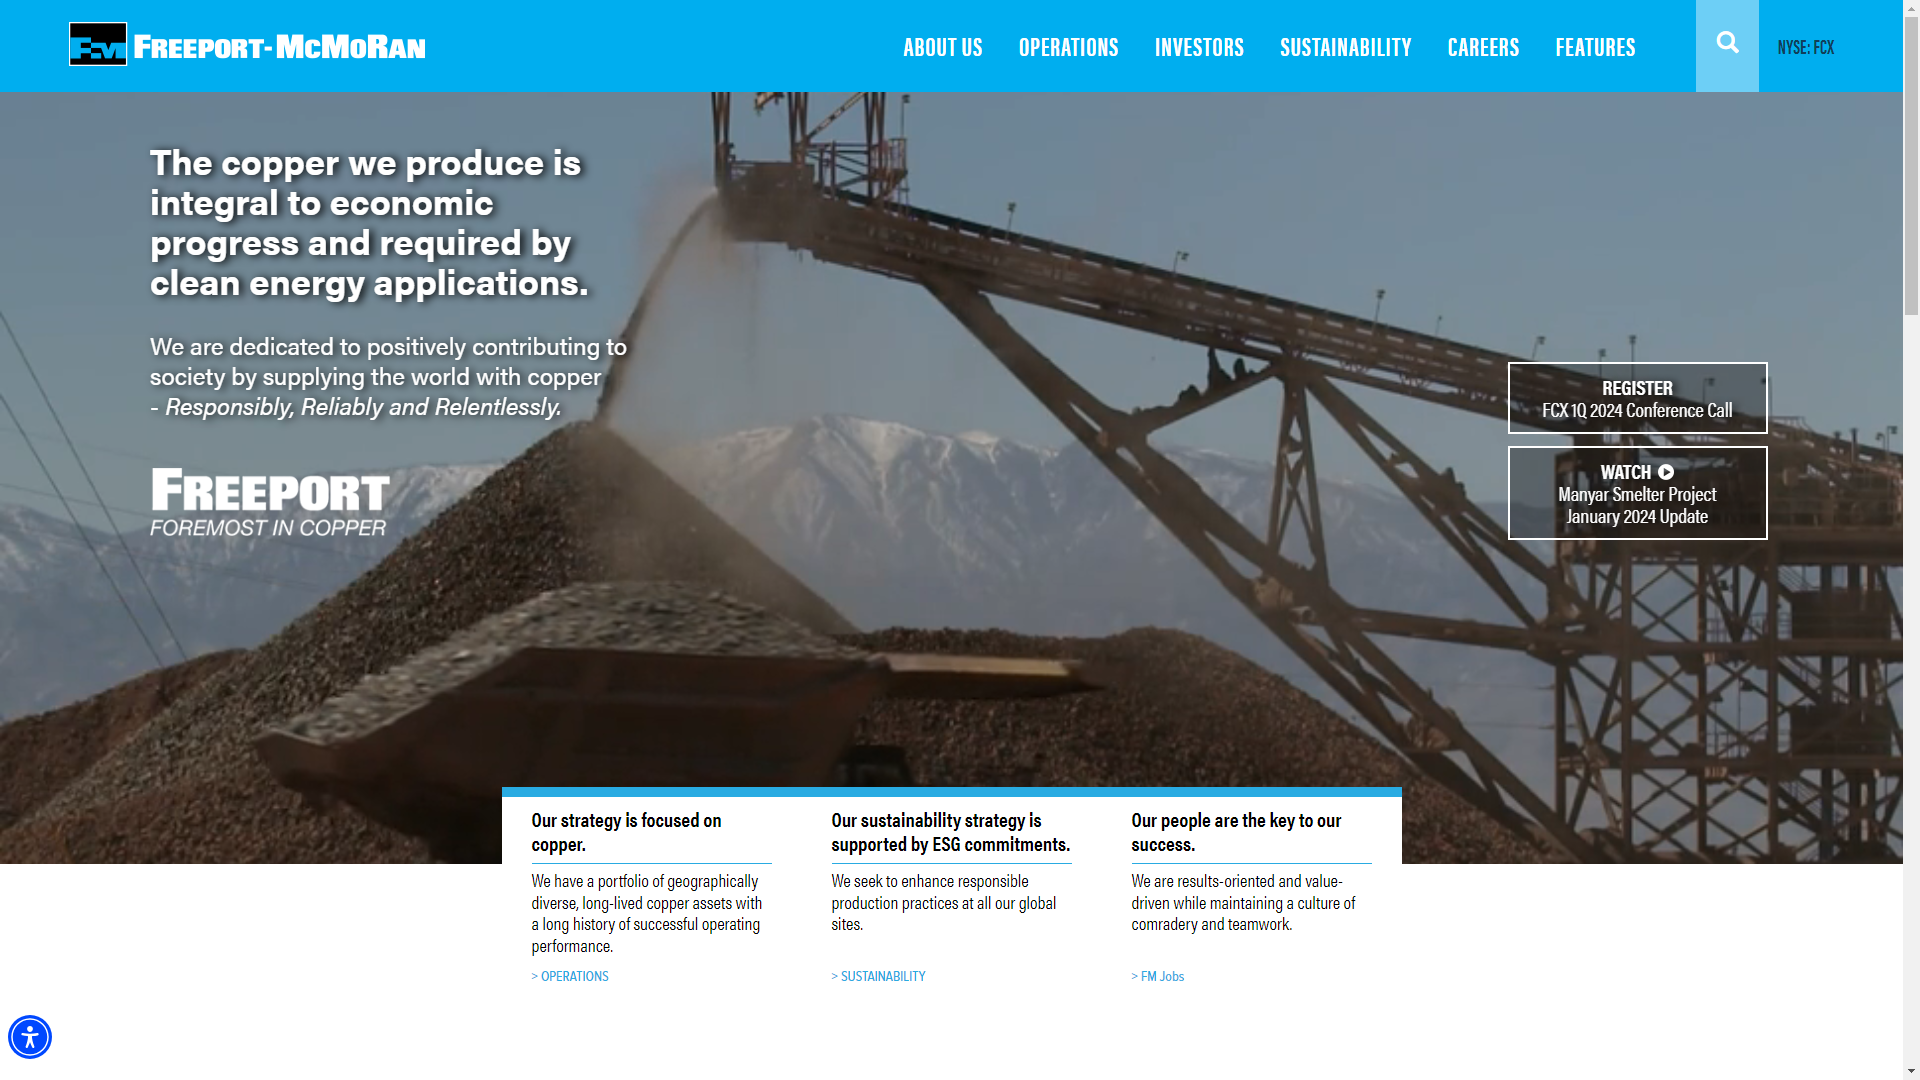 FM FREEPORT-MCMORAN
ABOUT US
OPERATIONS
INVESTORS
SUSTAINABILITY
CAREERS
FEATURES
NYSE: FCX
The copper we produce is
integral to economic
progress and required by
clean energy applications.
We are dedicated to positively contributing to
society by supplying the world with copper
- Responsibly, Reliably and Relentlessly.
FREEPORT
FOREMOST IN COPPER
REGISTER
FCX 1Q 2024 Conference Call
WATCH
Manyar Smelter Project
January 2024 Update
Our strategy is focused on
copper.
We have a portfolio of geographically
diverse, long-lived copper assets with
a long history of successful operating
performance.
> OPERATIONS
Our sustainability strategy is
supported by ESG commitments.
We seek to enhance responsible
production practices at all our global
sites.
> SUSTAINABILITY
Our people are the key to our
success.
We are results-oriented and value-
driven while maintaining a culture of
comradery and teamwork.
> FM Jobs